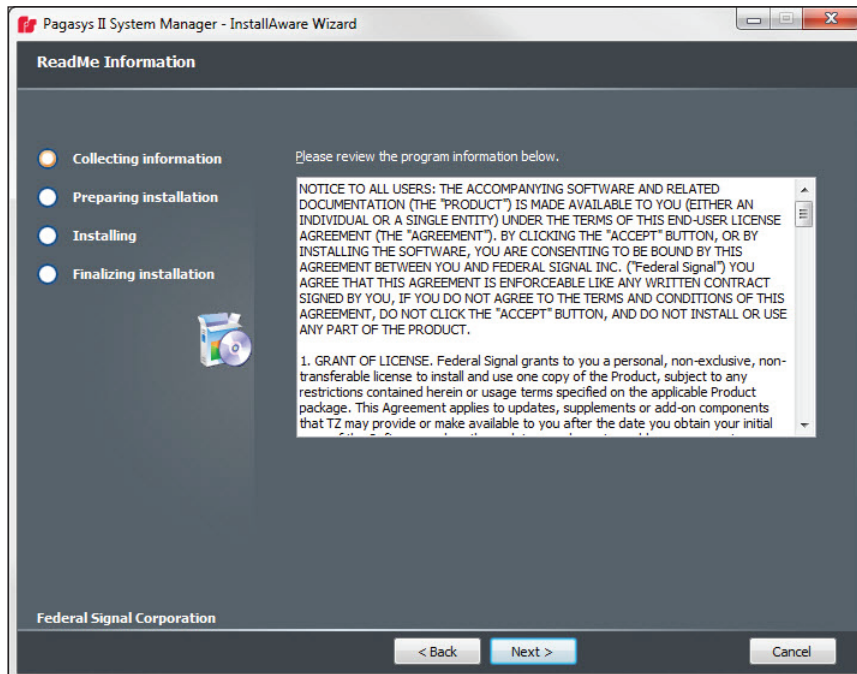 Pagasys II System Manager - InstallAware Wizard
ReadMe Information
Collecting information
Preparing installation
Installing
Finalizing installation
Please review the program information below.
NOTICE TO ALL USERS: THE ACCOMPANYING SOFTWARE AND RELATED
DOCUMENTATION (THE "PRODUCT") IS MADE AVAILABLE TO YOU (EITHER AN
INDIVIDUAL OR A SINGLE ENTITY) UNDER THE TERMS OF THIS END-USER LICENSE
AGREEMENT (THE "AGREEMENT"). BY CLICKING THE "ACCEPT" BUTTON, OR BY
INSTALLING THE SOFTWARE, YOU ARE CONSENTING TO BE BOUND BY THIS
AGREEMENT BETWEEN YOU AND FEDERAL SIGNAL INC. ("Federal Signal") YOU
AGREE THAT THIS AGREEMENT IS ENFORCEABLE LIKE ANY WRITTEN CONTRACT
SIGNED BY YOU, IF YOU DO NOT AGREE TO THE TERMS AND CONDITIONS OF THIS
AGREEMENT, DO NOT CLICK THE "ACCEPT" BUTTON, AND DO NOT INSTALL OR USE
ANY PART OF THE PRODUCT.
1. GRANT OF LICENSE. Federal Signal grants to you a personal, non-exclusive, non-
transferable license to install and use one copy of the Product, subject to any
restrictions contained herein or usage terms specified on the applicable Product
package. This Agreement applies to updates, supplements or add-on components
that TZ may provide or make available to you after the date you obtain your initial
Federal Signal Corporation
< Back
Next >
Cancel